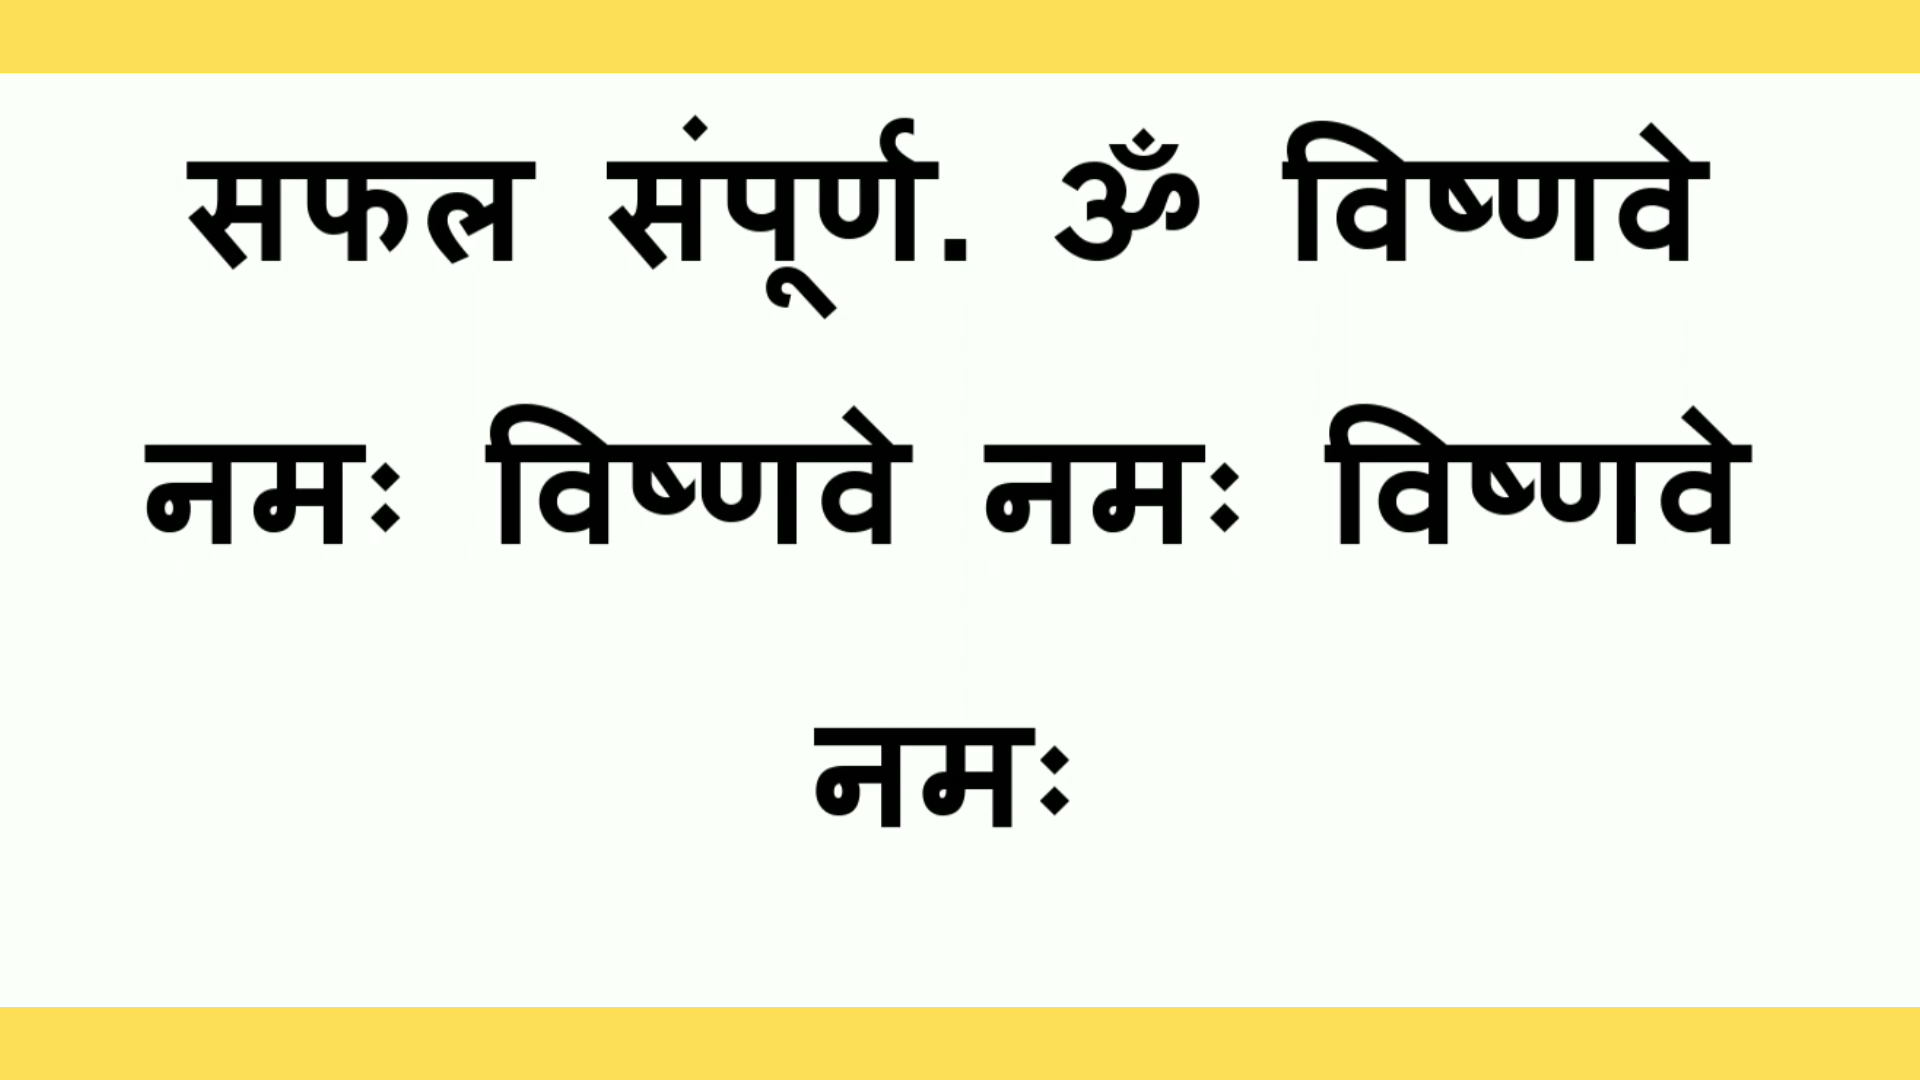 सफल संपूर्ण. ॐ विष्णवे
नमः विष्णवे नमः विष्णवे
नमः